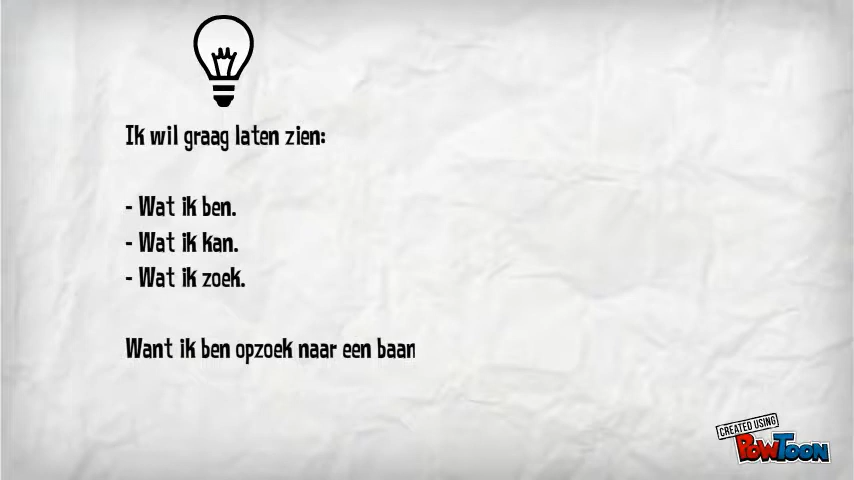 Ik wil graag laten zien:
- Wat ik ben.
- Wat ik kan.
- Wat ik zoek.
Want ik ben opzoek naar een baan
CREATED USING
POWTOON